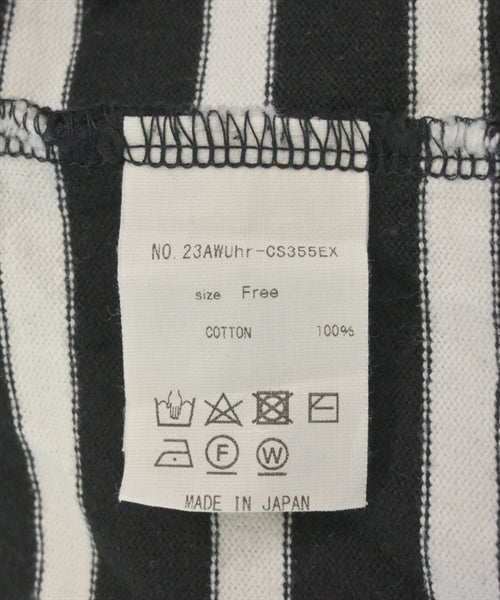 NO. 23AWUhr-CS355EX
size Free
COTTON 100%
F W
MADE IN JAPAN